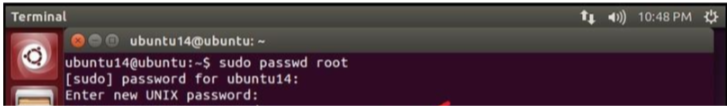 Terminal 10:48 PM
ubuntu14@ubuntu: ~
ubuntu14@ubuntu:~$ sudo passwd root
[sudo] password for ubuntu14:
Enter new UNIX password: